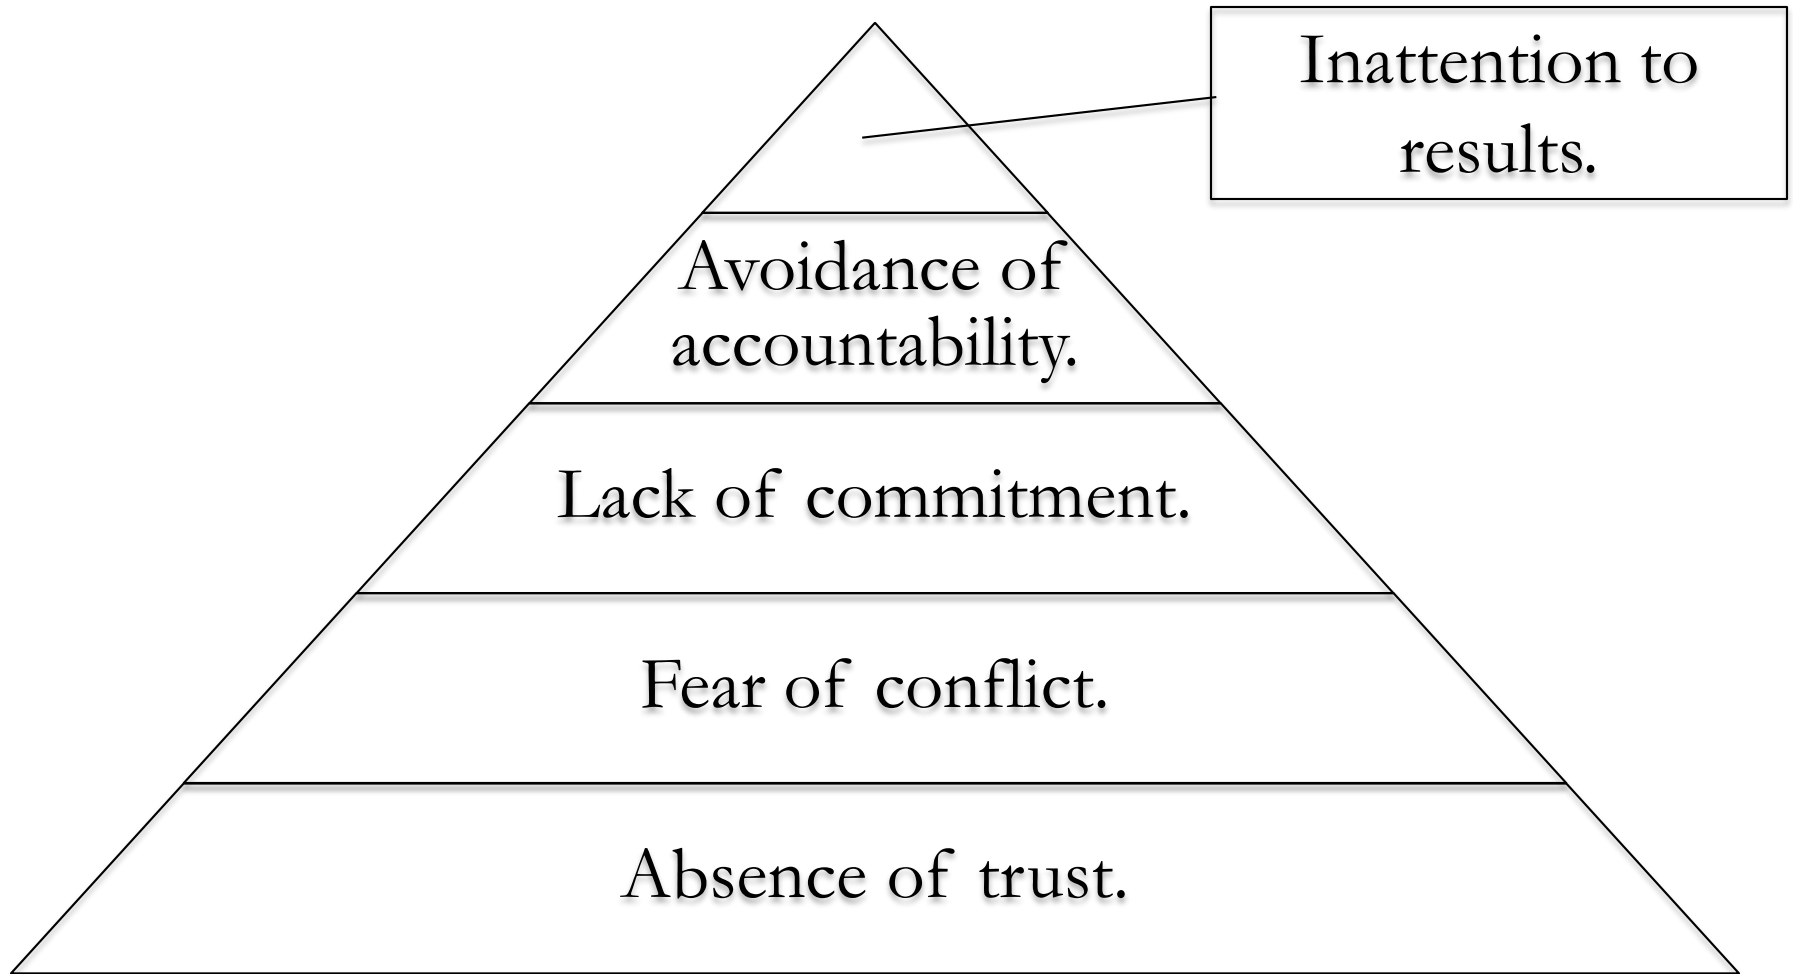 Inattention to
results.
Avoidance of
accountability.
Lack of commitment.
Fear of conflict.
Absence of trust.